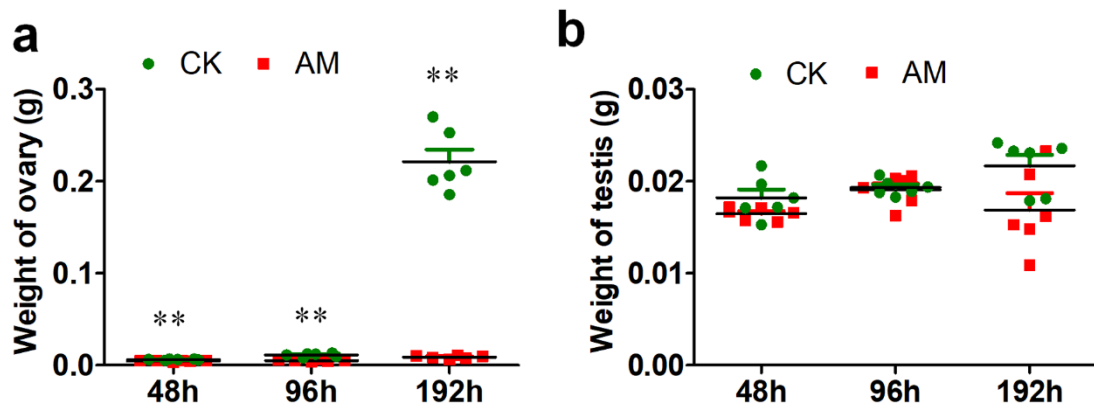 a
CK AM
Weight of ovary (g)
0.3
0.2
0.1
0.0
**
**
**
48h 96h 192h
b
CK AM
Weight of testis (g)
0.03
0.02
0.01
0.00
48h 96h 192h